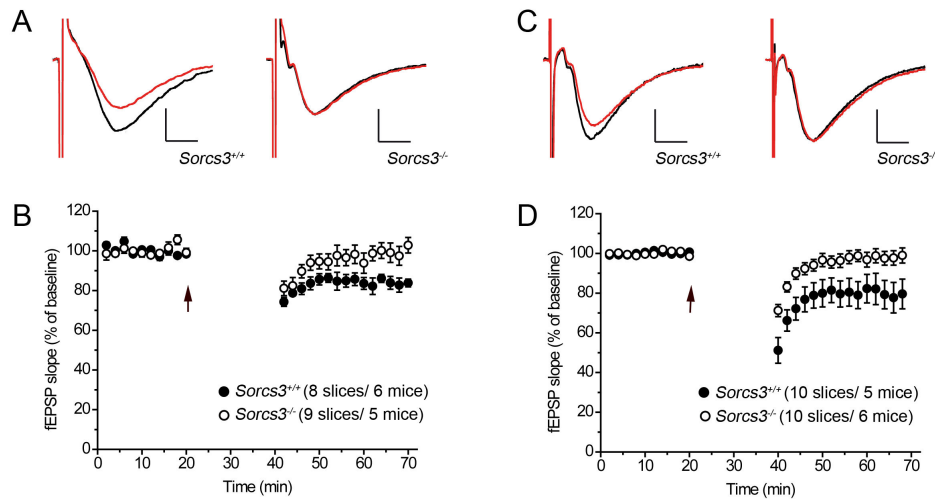 A
Sorcs3+/+
Sorcs3-/-
C
Sorcs3+/+
Sorcs3-/
B
fEPSP slope (% of baseline)
120
100
80
60
40
20
0
Sorcs3+/+ (8 slices/ 6 mice)
Sorcs3-/- (9 slices/ 5 mice)
0 10 20 30 40 50 60 70
Time (min)
D
fEPSP slope (% of baseline)
120
100
80
60
40
20
0
Sorcs3+/+ (10 slices/ 5 mice)
Sorcs3-/- (10 slices/ 6 mice)
0 10 20 30 40 50 60 70
Time (min)